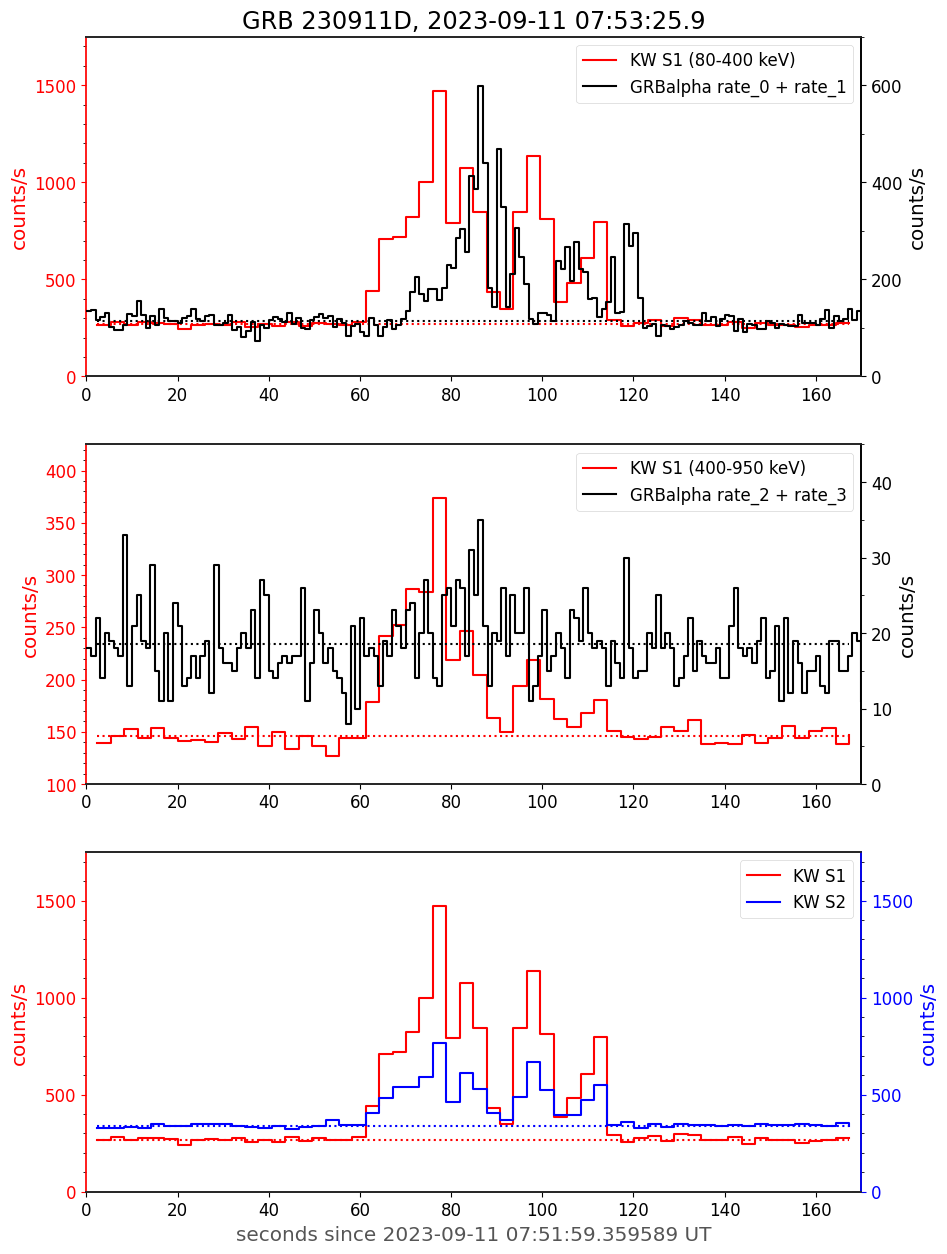 GRB 230911D, 2023-09-11 07:53:25.9
KW S1 (80-400 keV)
GRBalpha rate_0 + rate_1
counts/s
counts/s
1500
1000
500
0
600
400
200
0
0 20 40 60 80 100 120 140 160
KW S1 (400-950 keV)
GRBalpha rate_2 + rate_3
counts/s
counts/s
400
350
300
250
200
150
100
40
30
20
10
0
0 20 40 60 80 100 120 140 160
KW S1
KW S2
counts/s
counts/s
1500
1000
500
0
1500
1000
500
0
0 20 40 60 80 100 120 140 160
seconds since 2023-09-11 07:51:59.359589 UT